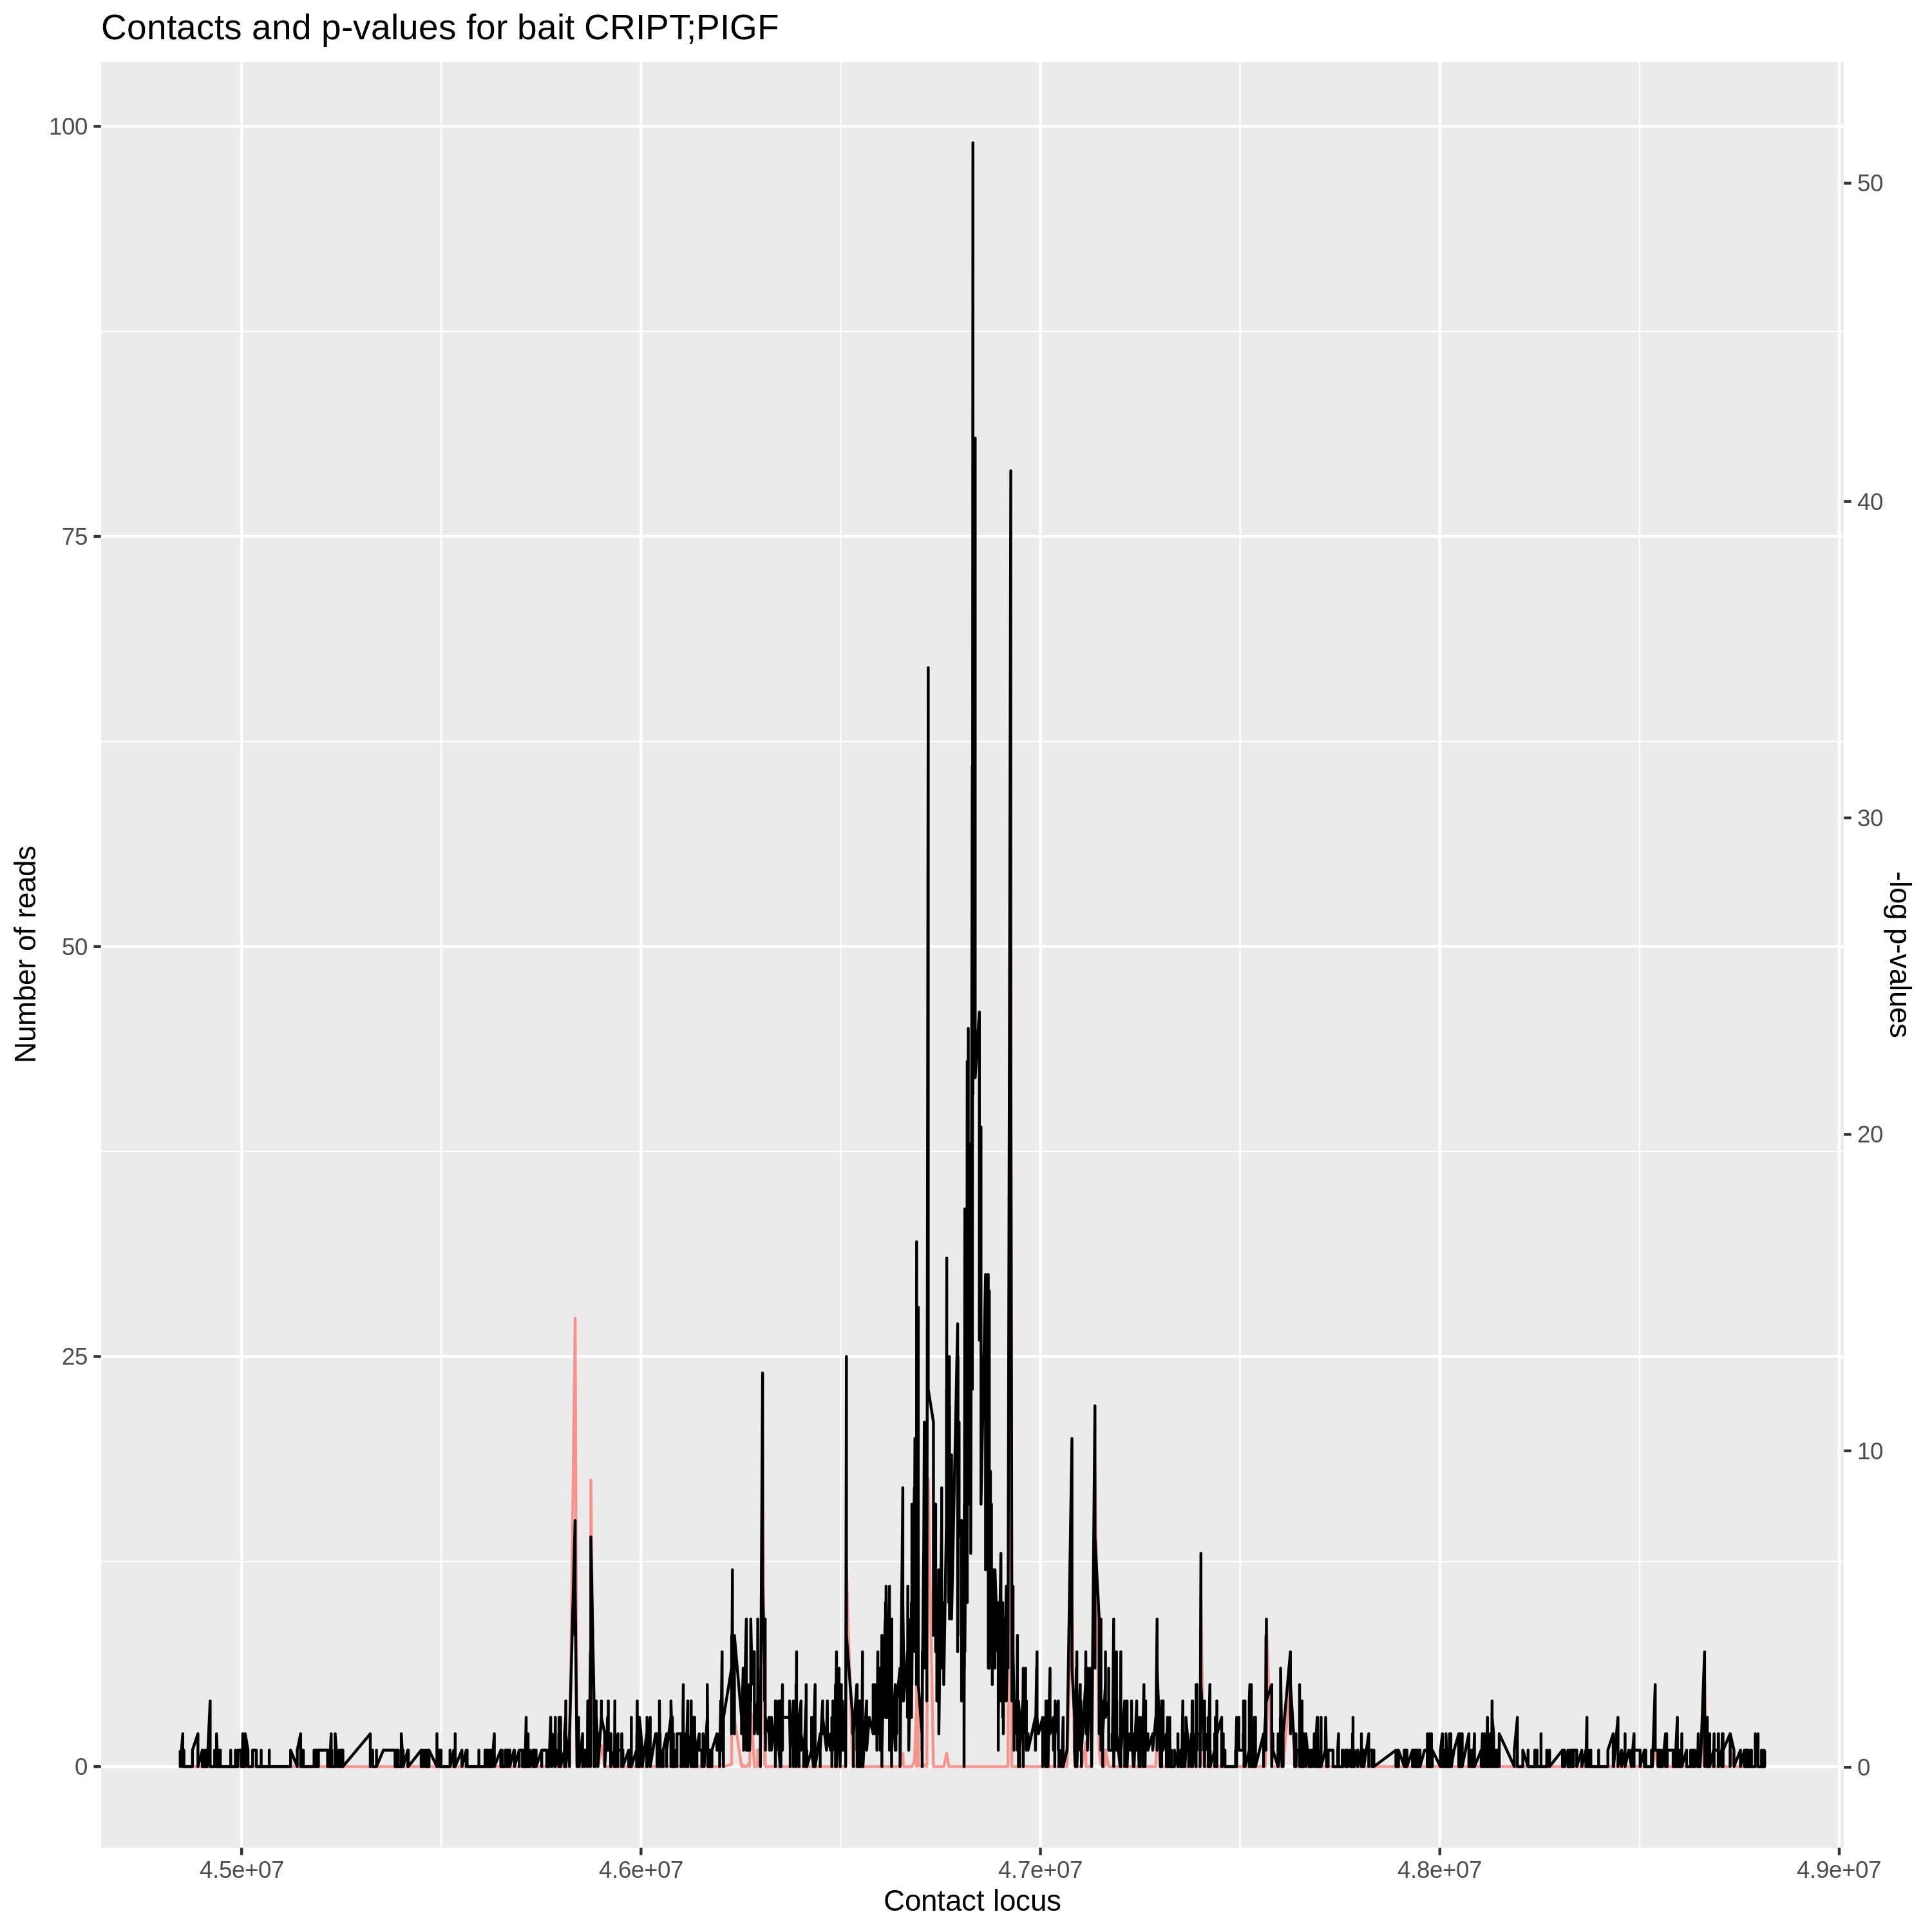 Contacts and p-values for bait CRIPT;PIGF
100
75
50
25
0
50
40
30
20
10
0
Number of reads
-log p-values
4.5e+07
4.6e+07
4.7e+07
4.8e+07
4.9e+07
Contact locus